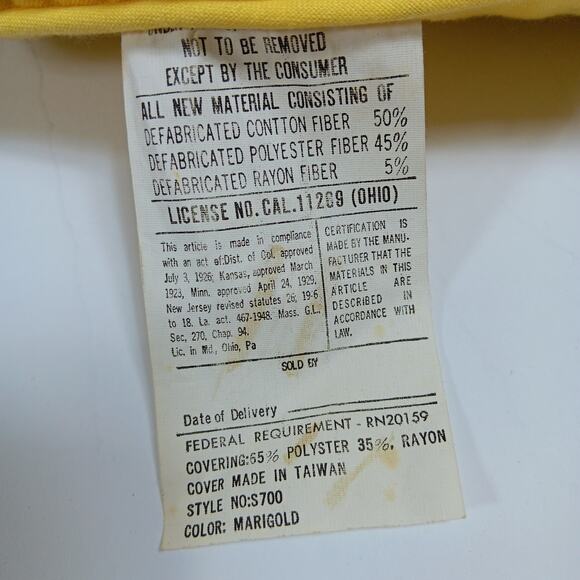 UNDER
NOT TO BE REMOVED
EXCEPT BY THE CONSUMER
ALL NEW MATERIAL CONSISTING OF
DEFABRICATED CONTTON FIBER 50%
DEFABRICATED POLYESTER FIBER 45%
DEFABRICATED RAYON FIBER 5%
LICENSE NO.CAL.11269 (OHIO)
This article is made in compliance
with an act of:Dist. of Col. approved
July 3, 1926; Kansas, approved March
1923, Minn. approved April 24, 1929.
New Jersey revised statutes 26; 19-6
to 18. La. act. 467-1948. Mass. G.L.
Sec, 270, Chap. 94.
Lic. in Md, Ohio, Pa
CERTIFICATION IS
MADE BY THE MANU-
FACTURER THAT THE
MATERIALS IN THIS
ARTICLE ARE
DESCRIBED IN
ACCORDANCE WITH
LAW.
SOLD BY
Date of Delivery
FEDERAL REQUIREMENT - RN20159
COVERING:65% POLYSTER 35%, RAYON
COVER MADE IN TAIWAN
STYLE NO:S700
COLOR: MARIGOLD